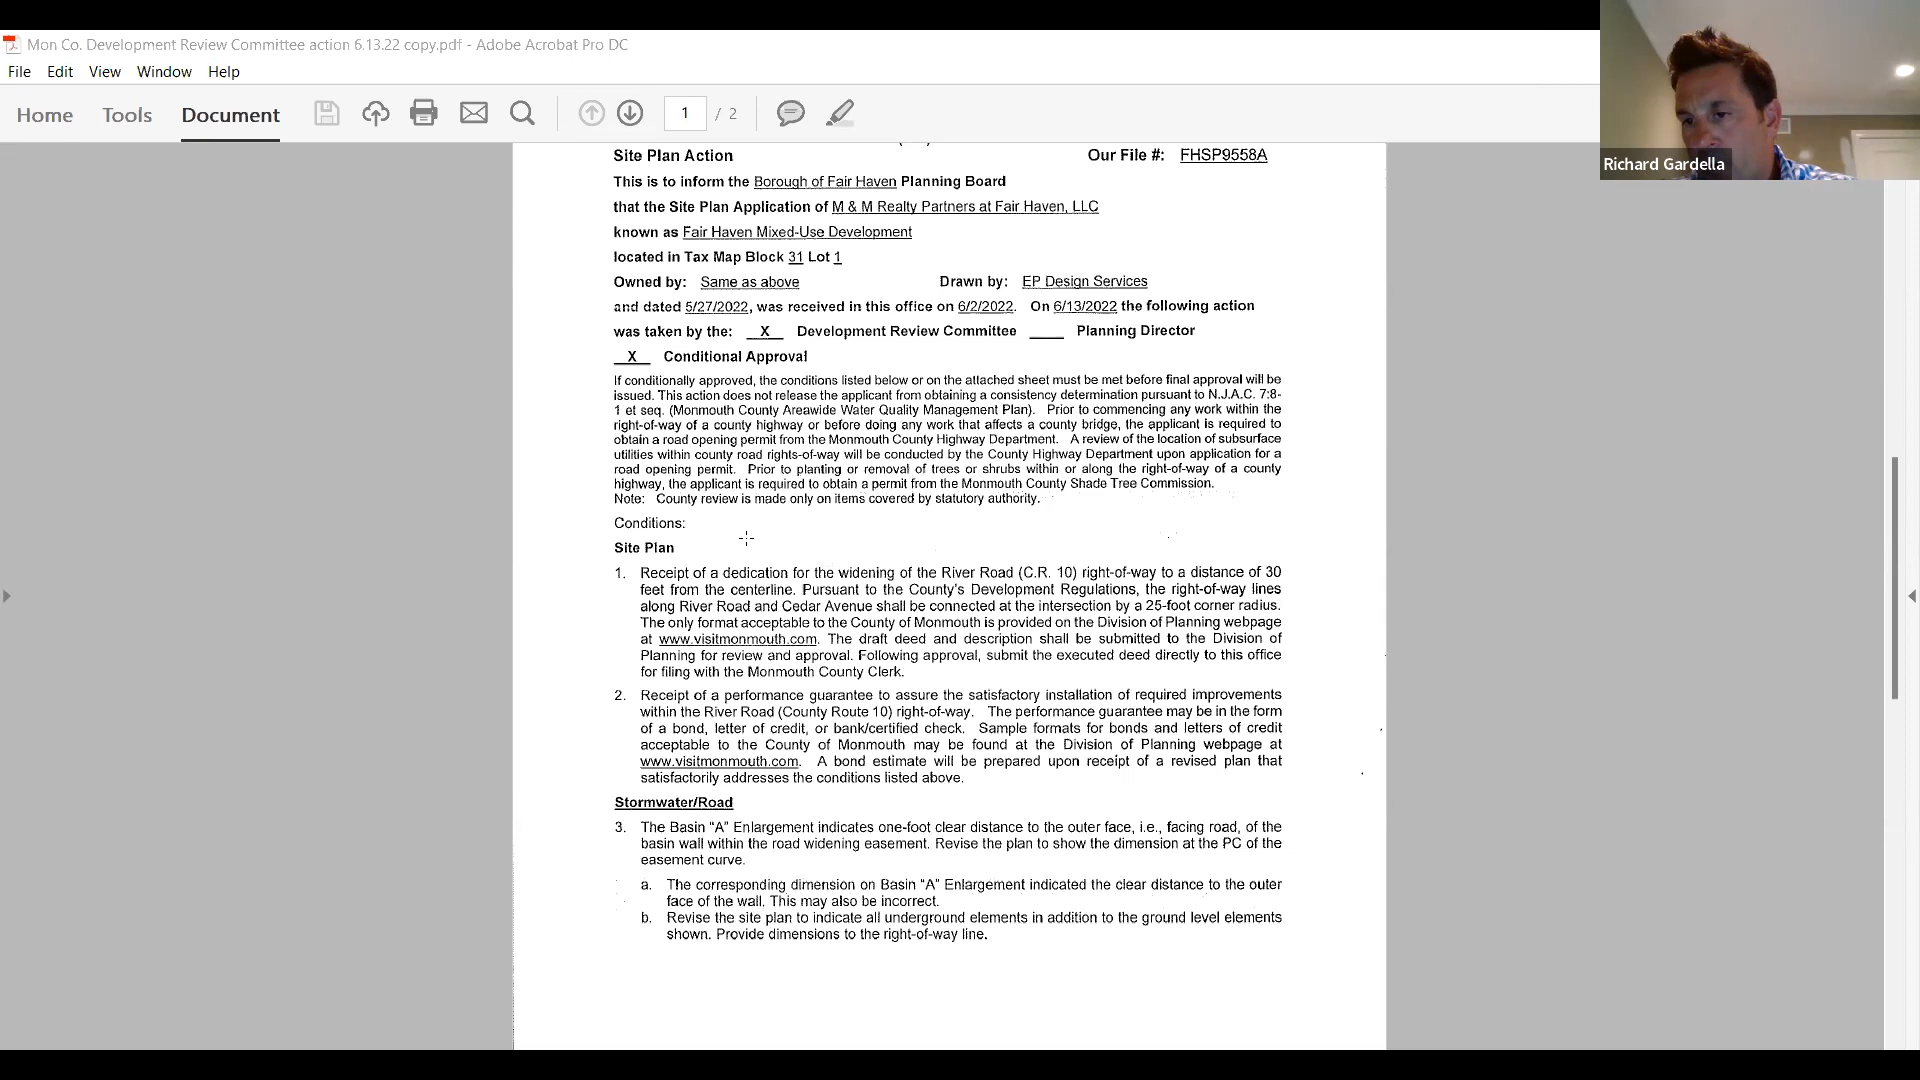 Mon Co. Development Review Committee action 6.13.22 copy.pdf - Adobe Acrobat Pro DC
File Edit View Window Help
Home Tools Document 1 / 2
Richard Gardella
Site Plan Action Our File #: FHSP9558A
This is to inform the Borough of Fair Haven Planning Board
that the Site Plan Application of M & M Realty Partners at Fair Haven, LLC
known as Fair Haven Mixed-Use Development
located in Tax Map Block 31 Lot 1
Owned by: Same as above Drawn by: EP Design Services
and dated 5/27/2022, was received in this office on 6/2/2022. On 6/13/2022 the following action
was taken by the: X Development Review Committee ____ Planning Director
X Conditional Approval
If conditionally approved, the conditions listed below or on the attached sheet must be met before final approval will be
issued. This action does not release the applicant from obtaining a consistency determination pursuant to N.J.A.C. 7:8-
1 et seq. (Monmouth County Areawide Water Quality Management Plan). Prior to commencing any work within the
right-of-way of a county highway or before doing any work that affects a county bridge, the applicant is required to
obtain a road opening permit from the Monmouth County Highway Department. A review of the location of subsurface
utilities within county road rights-of-way will be conducted by the County Highway Department upon application for a
road opening permit. Prior to planting or removal of trees or shrubs within or along the right-of-way of a county
highway, the applicant is required to obtain a permit from the Monmouth County Shade Tree Commission.
Note: County review is made only on items covered by statutory authority.
Conditions:
Site Plan
1. Receipt of a dedication for the widening of the River Road (C.R. 10) right-of-way to a distance of 30
feet from the centerline. Pursuant to the County's Development Regulations, the right-of-way lines
along River Road and Cedar Avenue shall be connected at the intersection by a 25-foot corner radius.
The only format acceptable to the County of Monmouth is provided on the Division of Planning webpage
at www.visitmonmouth.com. The draft deed and description shall be submitted to the Division of
Planning for review and approval. Following approval, submit the executed deed directly to this office
for filing with the Monmouth County Clerk.
2. Receipt of a performance guarantee to assure the satisfactory installation of required improvements
within the River Road (County Route 10) right-of-way. The performance guarantee may be in the form
of a bond, letter of credit, or bank/certified check. Sample formats for bonds and letters of credit
acceptable to the County of Monmouth may be found at the Division of Planning webpage at
www.visitmonmouth.com. A bond estimate will be prepared upon receipt of a revised plan that
satisfactorily addresses the conditions listed above.
Stormwater/Road
3. The Basin “A” Enlargement indicates one-foot clear distance to the outer face, i.e., facing road, of the
basin wall within the road widening easement. Revise the plan to show the dimension at the PC of the
easement curve.
a. The corresponding dimension on Basin “A” Enlargement indicated the clear distance to the outer
face of the wall. This may also be incorrect.
b. Revise the site plan to indicate all underground elements in addition to the ground level elements
shown. Provide dimensions to the right-of-way line.